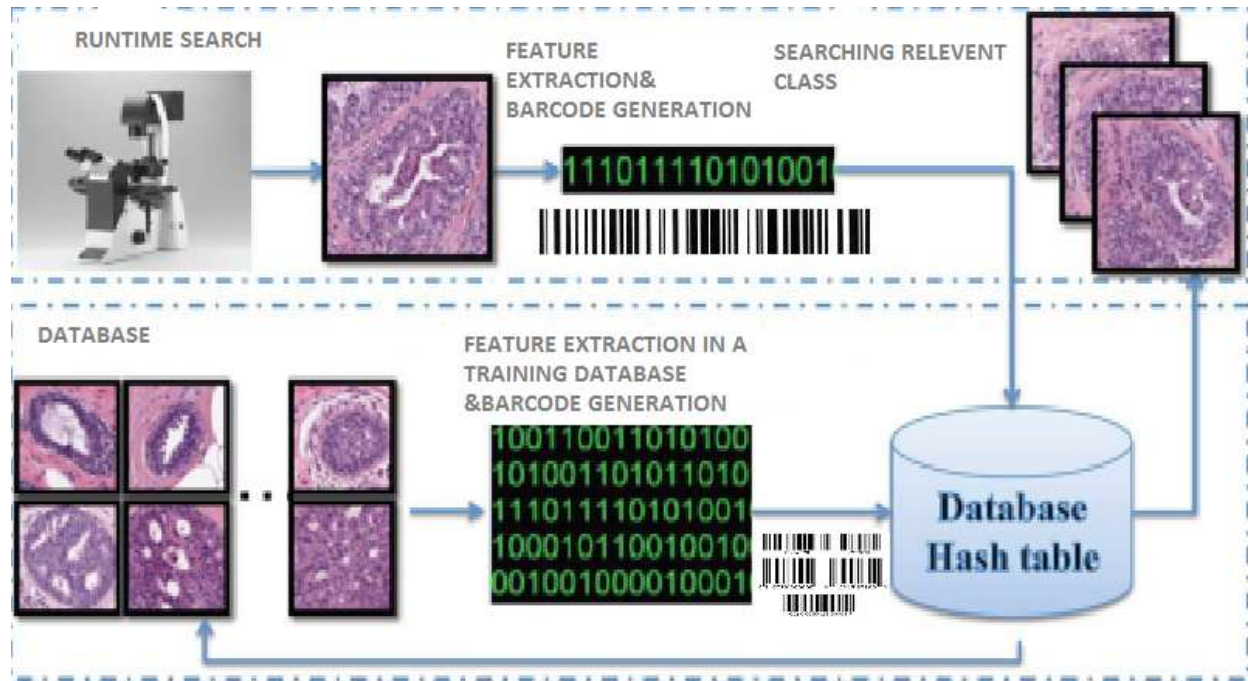 RUNTIME SEARCH
FEATURE
EXTRACTION&
BARCODE GENERATION
SEARCHING RELEVENT
CLASS
111011110101001
DATABASE
FEATURE EXTRACTION IN A
TRAINING DATABASE
&BARCODE GENERATION
100110011010100
101001101011010
111011110101001
100010110010010
001001000010001
Database
Hash table